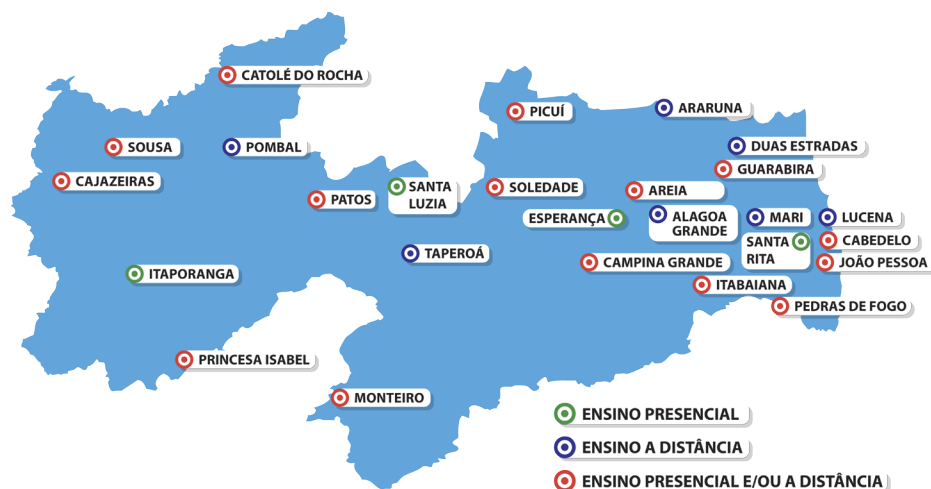 CATOLÉ DO ROCHA
PICUÍ
ARARUNA
SOUSA
POMBAL
DUAS ESTRADAS
GUARABIRA
CAJAZEIRAS
PATOS
SANTA
LUZIA
SOLEDADE
AREIA
ESPERANÇA
ALAGOA
GRANDE
MARI
LUCENA
SANTA
RITA
CABEDELO
TAPEROÁ
CAMPINA GRANDE
JOÃO PESSOA
ITAPORANGA
ITABAIANA
PEDRAS DE FOGO
PRINCESA ISABEL
MONTEIRO
ENSINO PRESENCIAL
ENSINO A DISTÂNCIA
ENSINO PRESENCIAL E/OU A DISTÂNCIA